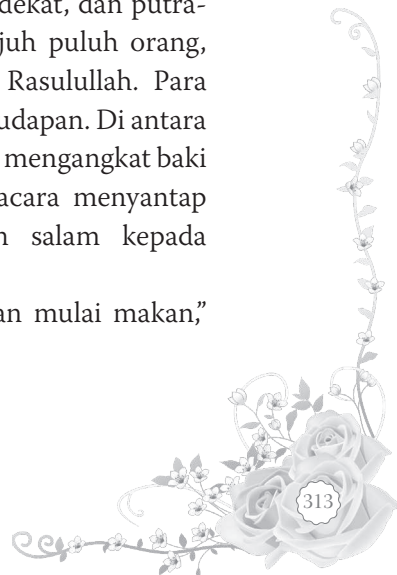 dekat, dan putra-
juh puluh orang,
Rasulullah. Para
udapan. Di antara
mengangkat baki
acara menyantap
salam kepada
an mulai makan,”
313